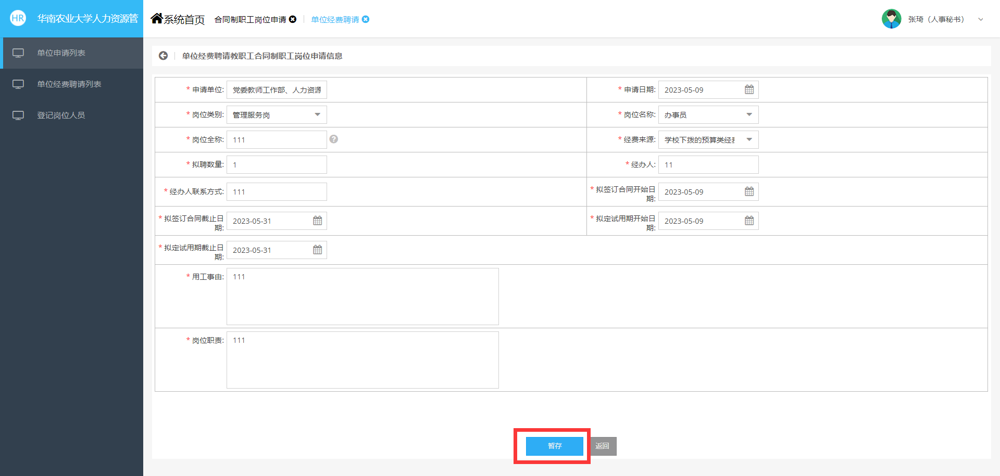 HR 华南农业大学人力资源管
系统首页 合同制职工岗位申请 单位经费聘请 张琦（人事秘书）
单位申请列表
单位经费聘请列表
登记岗位人员
单位经费聘请教职工合同制职工岗位申请信息
* 申请单位: 党委教师工作部、人力资源 * 申请日期: 2023-05-09
* 岗位类别: 管理服务岗 * 岗位名称: 办事员
* 岗位全称: 111 ? * 经费来源: 学校下拨的预算类经
* 拟聘数量: 1 * 经办人: 11
* 经办人联系方式: 111 * 拟签订合同开始日
期: 2023-05-09
* 拟签订合同截止日
期: 2023-05-31 * 拟定试用期开始日
期: 2023-05-09
* 拟定试用期截止日
期: 2023-05-31
* 用工事由: 111
* 岗位职责: 111
暂存 返回